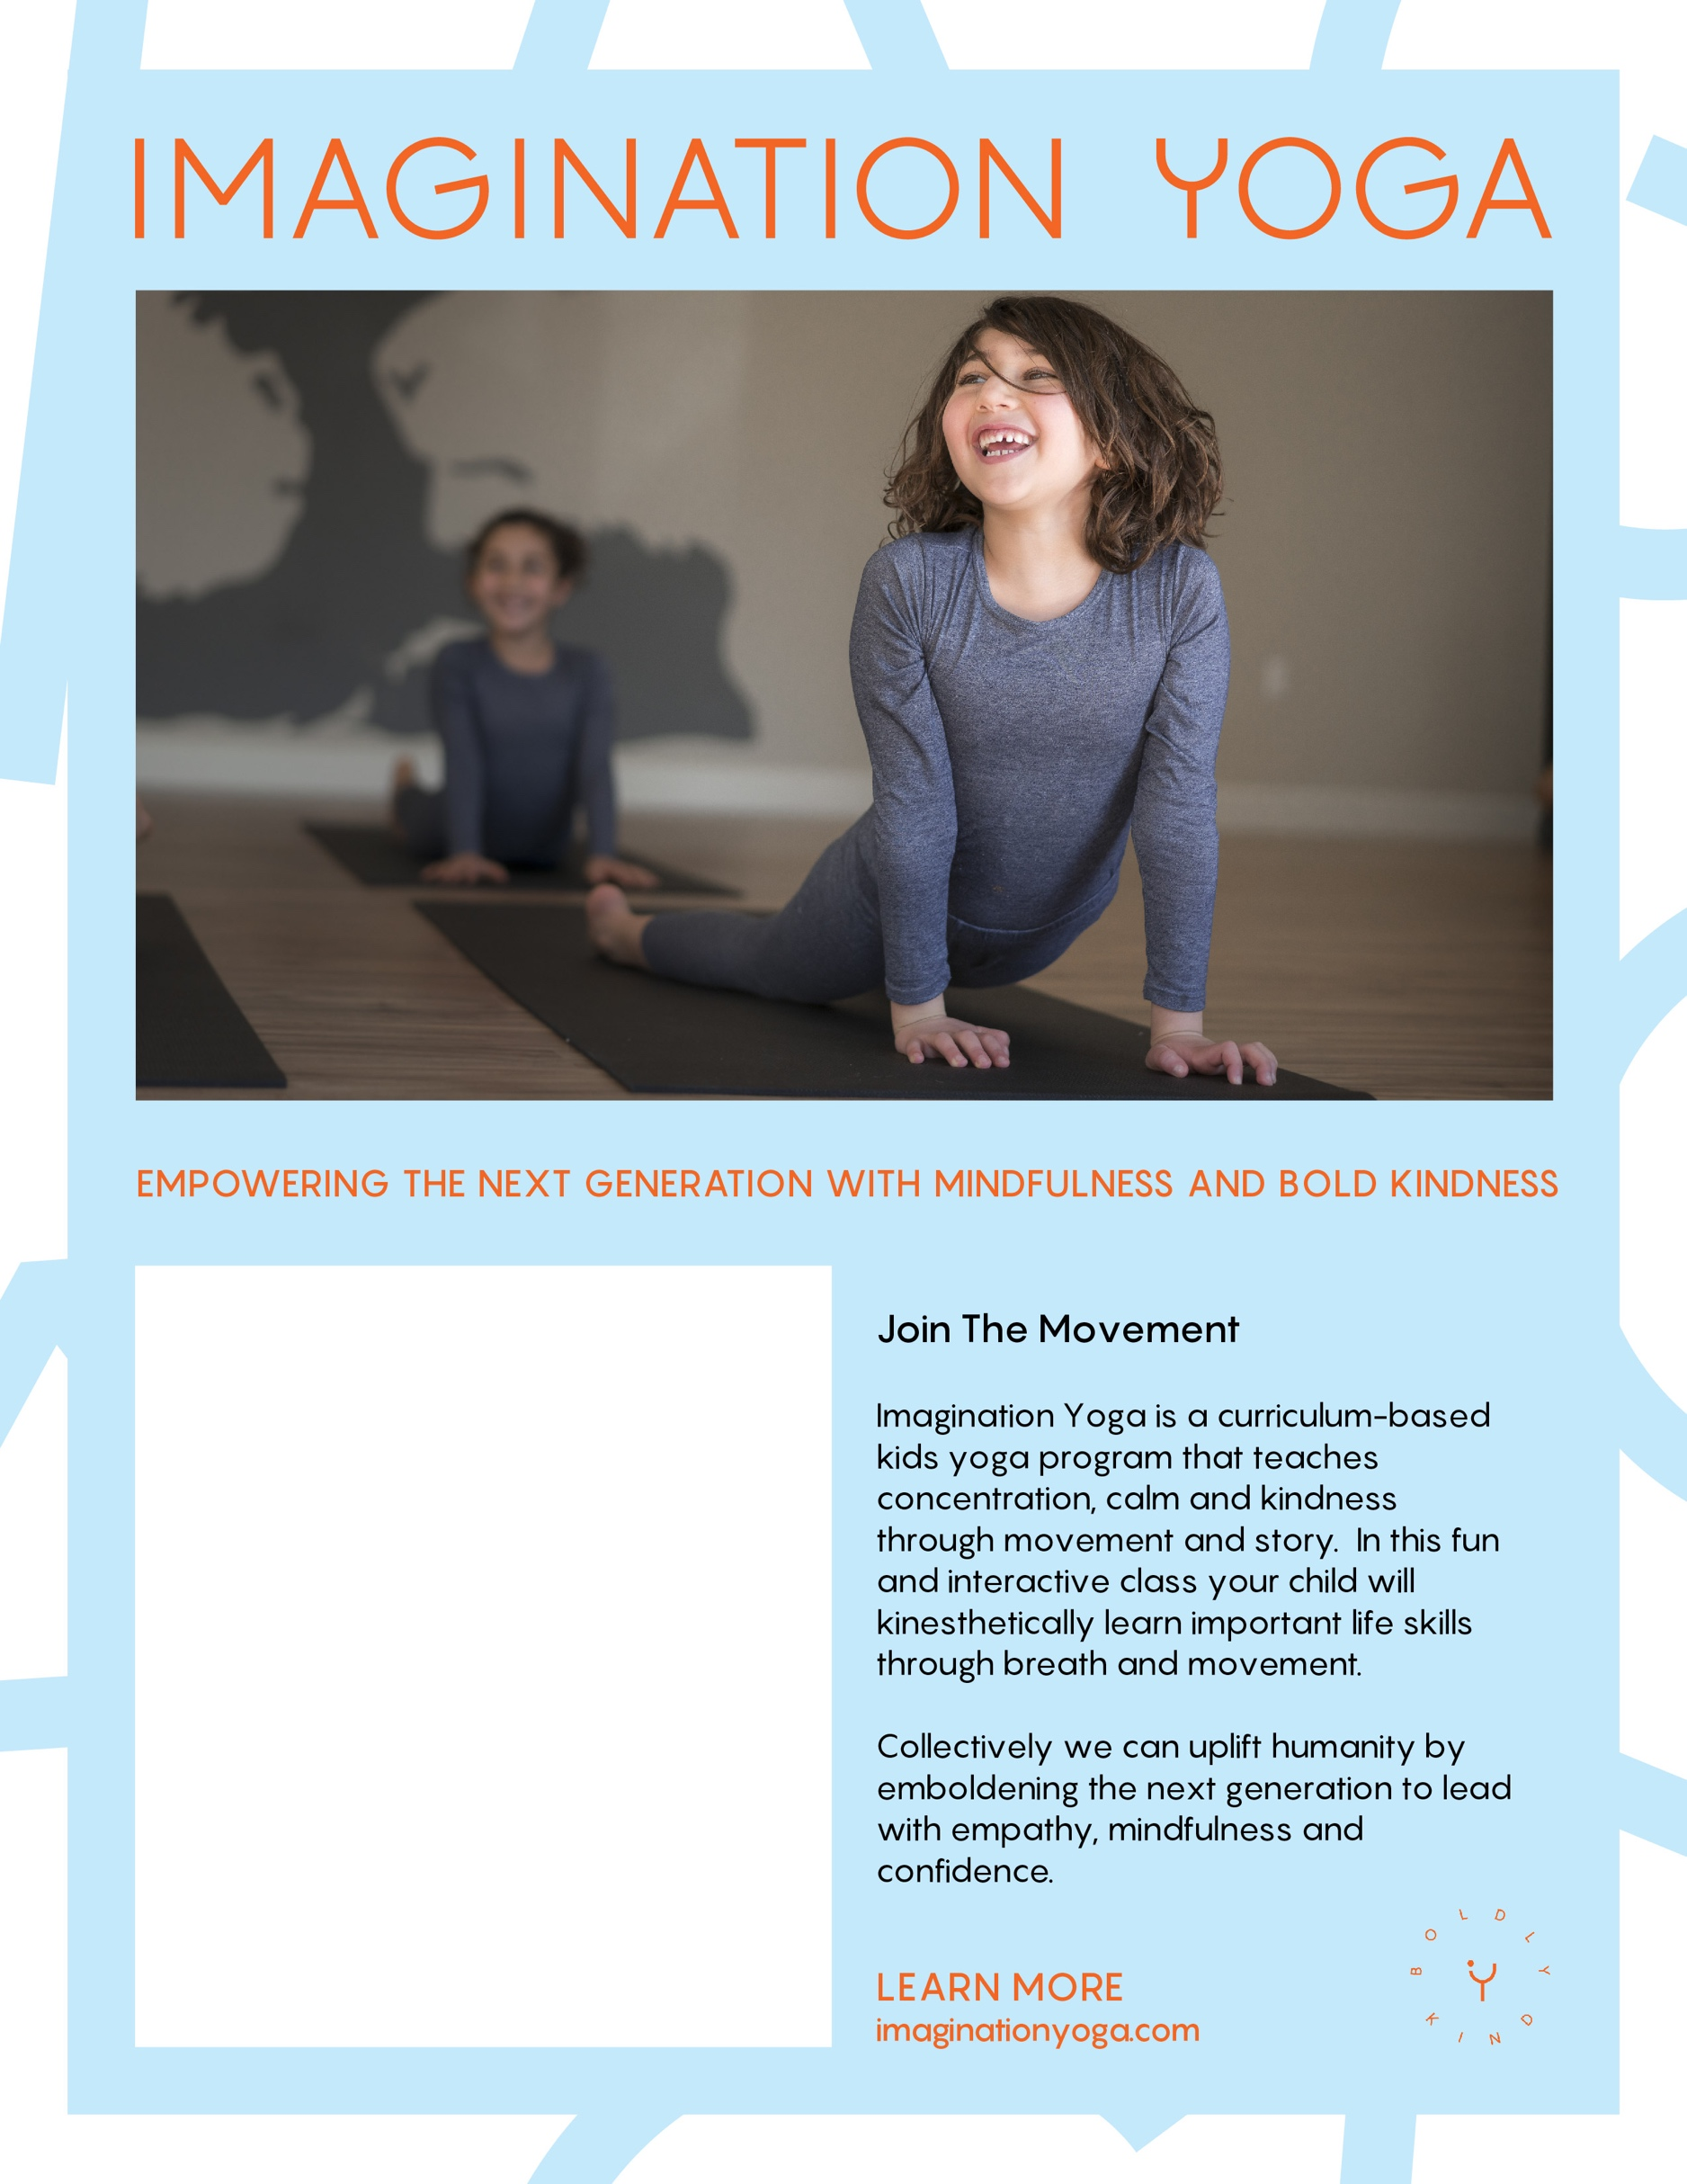 IMAGINATION YOGA
EMPOWERING THE NEXT GENERATION WITH MINDFULNESS AND BOLD KINDNESS
Join The Movement
Imagination Yoga is a curriculum-based
kids yoga program that teaches
concentration, calm and kindness
through movement and story.  In this fun
and interactive class your child will
kinesthetically learn important life skills
through breath and movement.
Collectively we can uplift humanity by
emboldening the next generation to lead
with empathy, mindfulness and
confidence.
LEARN MORE
imaginationyoga.com
BOLDLY
iY
KIND